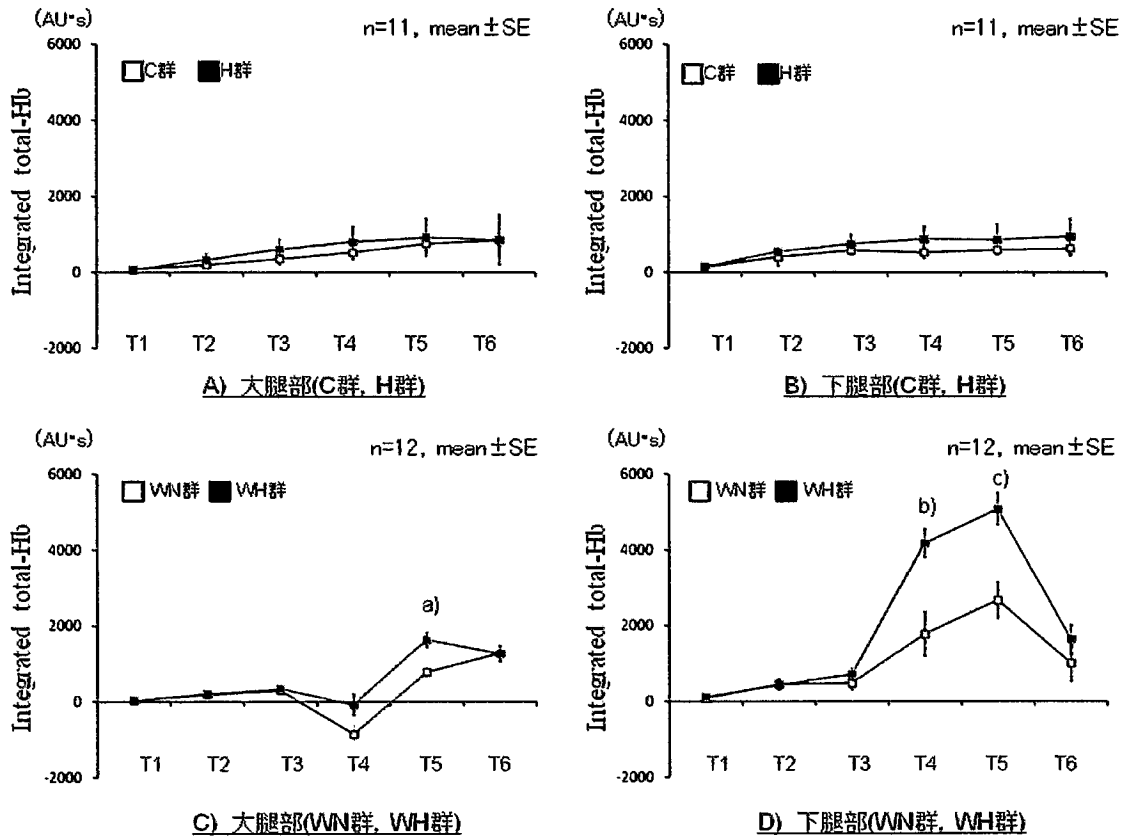 (AU・s)
n=11, mean±SE
6000
□C群 ■H群
4000
Integrated total-Hb
2000
0
-2000
T1 T2 T3 T4 T5 T6
A) 大腿部(C群, H群)
(AU・s)
n=11, mean±SE
6000
□C群 ■H群
4000
Integrated total-Hb
2000
0
-2000
T1 T2 T3 T4 T5 T6
B) 下腿部(C群, H群)
(AU・s)
n=12, mean±SE
6000
□WN群 ■WH群
4000
Integrated total-Hb
a)
2000
0
-2000
T1 T2 T3 T4 T5 T6
C) 大腿部(WN群, WH群)
(AU・s)
n=12, mean±SE
6000
□WN群 ■WH群
c)
b)
4000
Integrated total-Hb
2000
0
-2000
T1 T2 T3 T4 T5 T6
D) 下腿部(WN群, WH群)